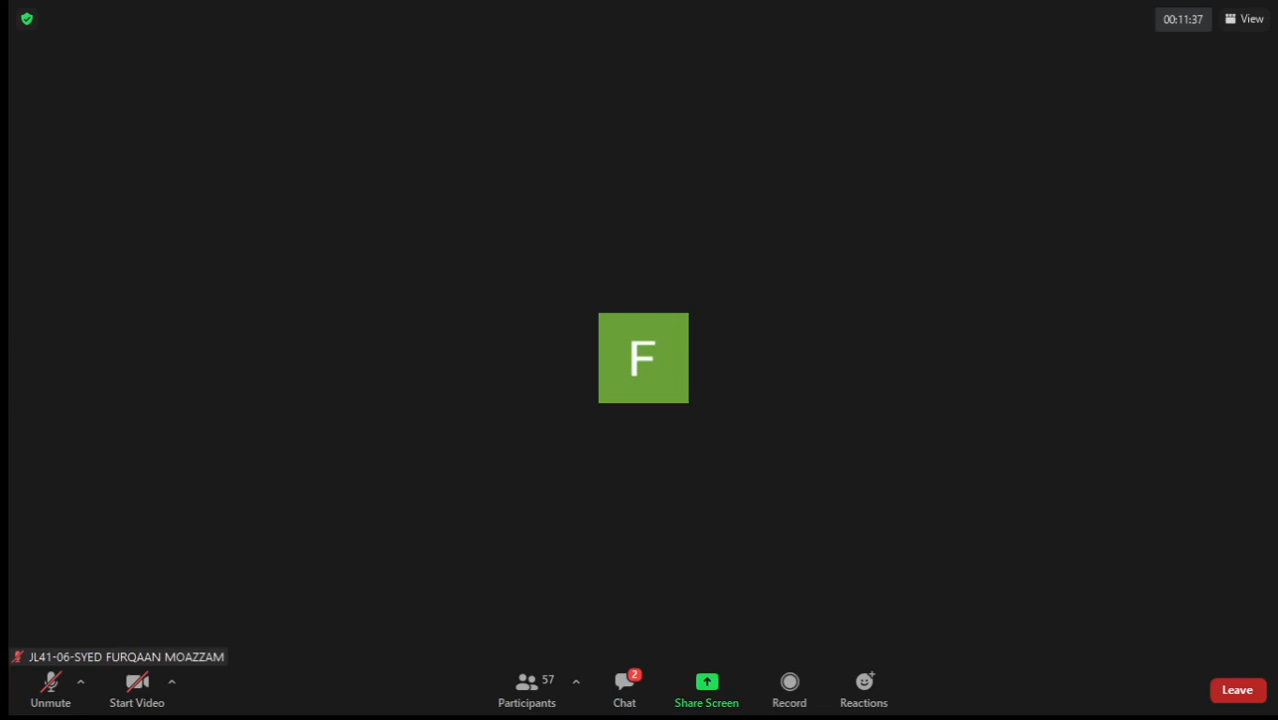 00:11:37 View
F
JL41-06-SYED FURQAAN MOAZZAM
57 2
Unmute Start Video Participants Chat Share Screen Record Reactions Leave